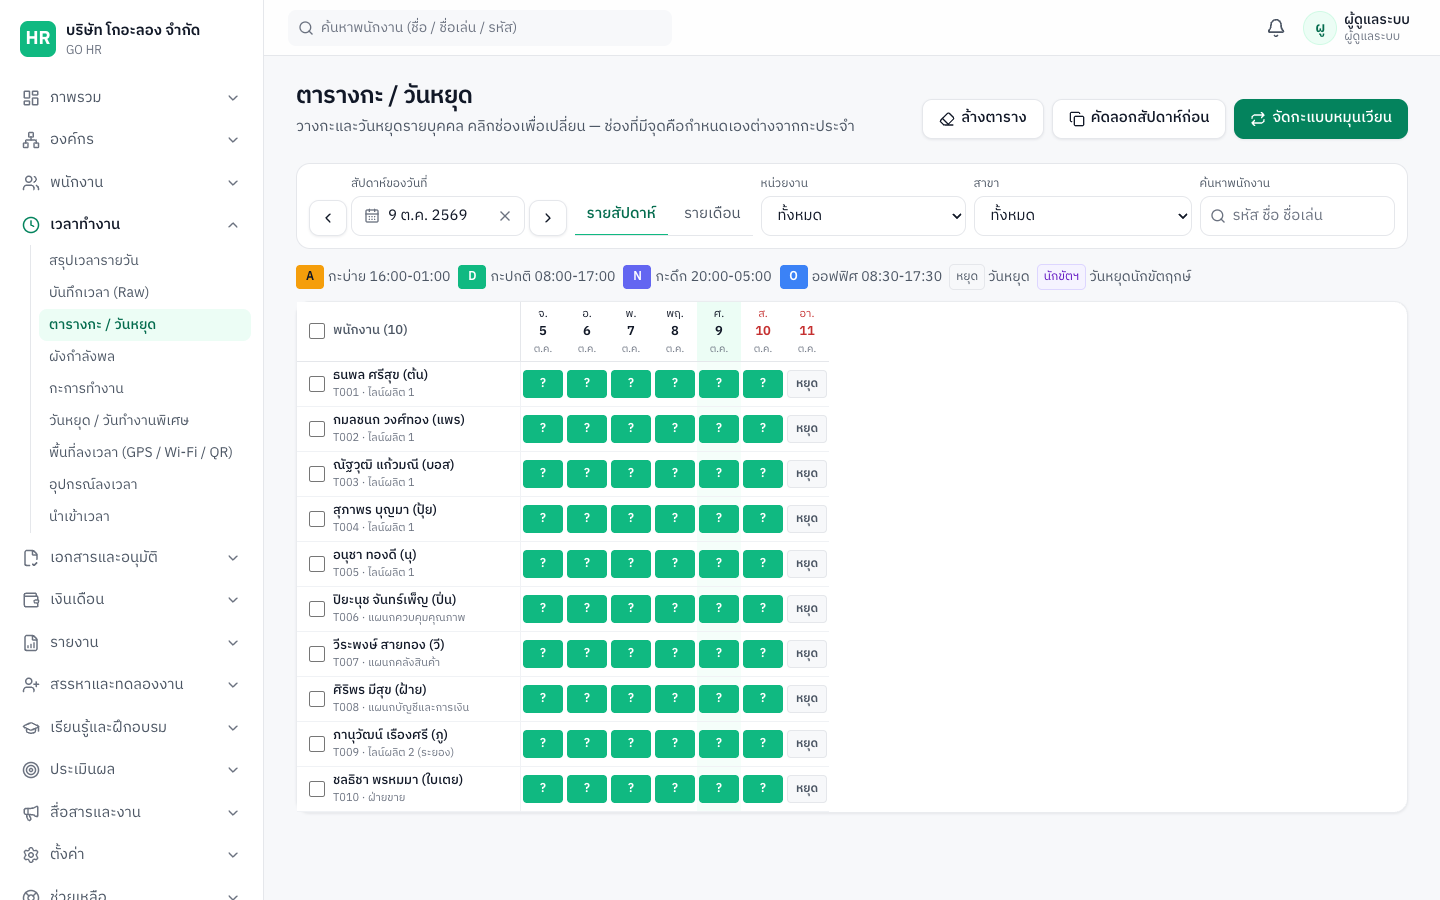 HR
บริษัท โกอะลอง จำกัด
GO HR
ภาพรวม
องค์กร
พนักงาน
เวลาทำงาน
สรุปเวลารายวัน
บันทึกเวลา (Raw)
ตารางกะ / วันหยุด
ผังกำลังพล
กะการทำงาน
วันหยุด / วันทำงานพิเศษ
พื้นที่ลงเวลา (GPS / Wi-Fi / QR)
อุปกรณ์ลงเวลา
นำเข้าเวลา
เอกสารและอนุมัติ
เงินเดือน
รายงาน
สรรหาและทดลองงาน
เรียนรู้และฝึกอบรม
ประเมินผล
สื่อสารและงาน
ตั้งค่า
ช่วยเหลือ
ค้นหาพนักงาน (ชื่อ / ชื่อเล่น / รหัส)
ผู้
ผู้ดูแลระบบ
ผู้ดูแลระบบ
ตารางกะ / วันหยุด
วางกะและวันหยุดรายบุคคล คลิกช่องเพื่อเปลี่ยน — ช่องที่มีจุดคือกำหนดเองต่างจากกะประจำ
ล้างตาราง
คัดลอกสัปดาห์ก่อน
จัดกะแบบหมุนเวียน
สัปดาห์ของวันที่
9 ต.ค. 2569
รายสัปดาห์
รายเดือน
หน่วยงาน
ทั้งหมด
สาขา
ทั้งหมด
ค้นหาพนักงาน
รหัส ชื่อ ชื่อเล่น
A กะบ่าย 16:00-01:00 D กะปกติ 08:00-17:00 N กะดึก 20:00-05:00 O ออฟฟิศ 08:30-17:30 หยุด วันหยุด นักขัตฯ วันหยุดนักขัตฤกษ์
พนักงาน (10)
จ. อ. พ. พฤ. ศ. ส. อา.
5 6 7 8 9 10 11
ต.ค. ต.ค. ต.ค. ต.ค. ต.ค. ต.ค. ต.ค.
ธนพล ศรีสุข (ต้น)
T001 · ไลน์ผลิต 1
? ? ? ? ? ? หยุด
กมลชนก วงศ์ทอง (แพร)
T002 · ไลน์ผลิต 1
? ? ? ? ? ? หยุด
ณัฐวุฒิ แก้วมณี (บอส)
T003 · ไลน์ผลิต 1
? ? ? ? ? ? หยุด
สุภาพร บุญมา (ปุ้ย)
T004 · ไลน์ผลิต 1
? ? ? ? ? ? หยุด
อนุชา ทองดี (นุ)
T005 · ไลน์ผลิต 1
? ? ? ? ? ? หยุด
ปิยะนุช จันทร์เพ็ญ (ปิ่น)
T006 · แผนกควบคุมคุณภาพ
? ? ? ? ? ? หยุด
วีระพงษ์ สายทอง (วี)
T007 · แผนกคลังสินค้า
? ? ? ? ? ? หยุด
ศิริพร มีสุข (ฝ้าย)
T008 · แผนกบัญชีและการเงิน
? ? ? ? ? ? หยุด
ภานุวัฒน์ เรืองศรี (ภู)
T009 · ไลน์ผลิต 2 (ระยอง)
? ? ? ? ? ? หยุด
ชลธิชา พรหมมา (ใบเตย)
T010 · ฝ่ายขาย
? ? ? ? ? ? หยุด